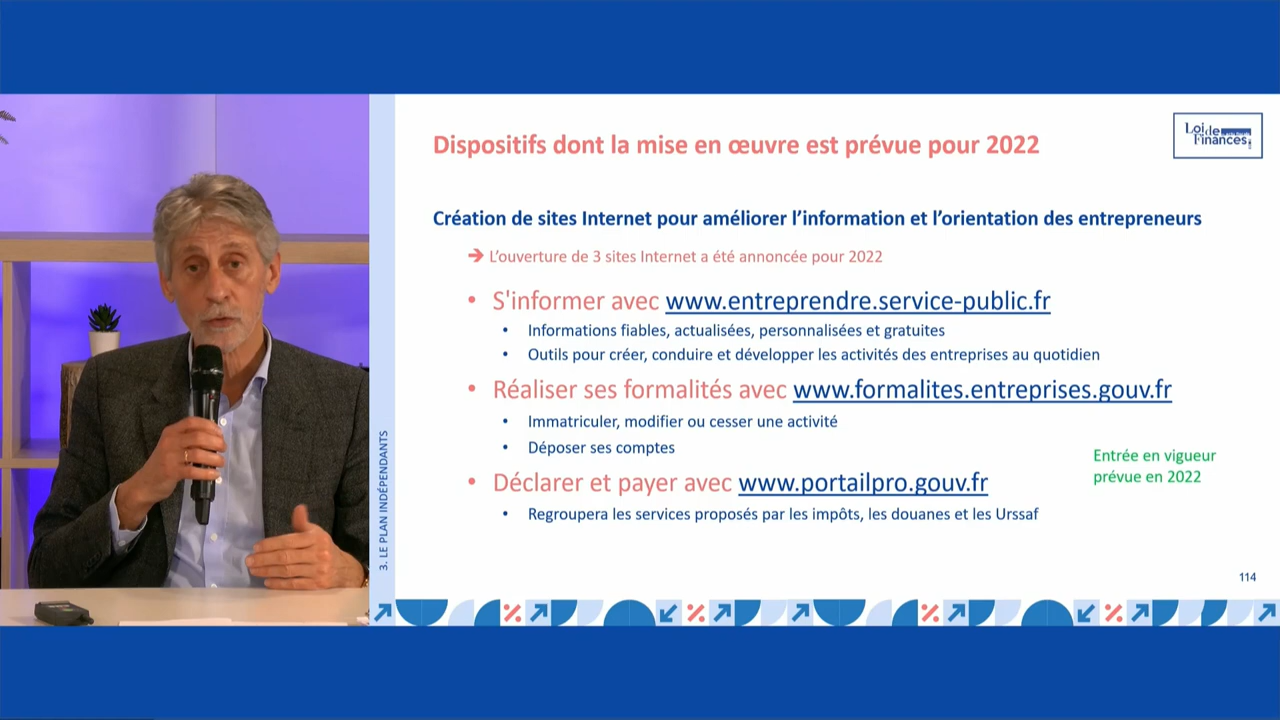 Dispositifs dont la mise en œuvre est prévue pour 2022
Loi de
Finances
Création de sites Internet pour améliorer l'information et l'orientation des entrepreneurs
➔ L'ouverture de 3 sites Internet a été annoncée pour 2022
• S'informer avec www.entreprendre.service-public.fr
• Informations fiables, actualisées, personnalisées et gratuites
• Outils pour créer, conduire et développer les activités des entreprises au quotidien
• Réaliser ses formalités avec www.formalites.entreprises.gouv.fr
• Immatriculer, modifier ou cesser une activité
• Déposer ses comptes
Entrée en vigueur
prévue en 2022
• Déclarer et payer avec www.portailpro.gouv.fr
• Regroupera les services proposés par les impôts, les douanes et les Urssaf
3. LE PLAN INDÉPENDANTS
114